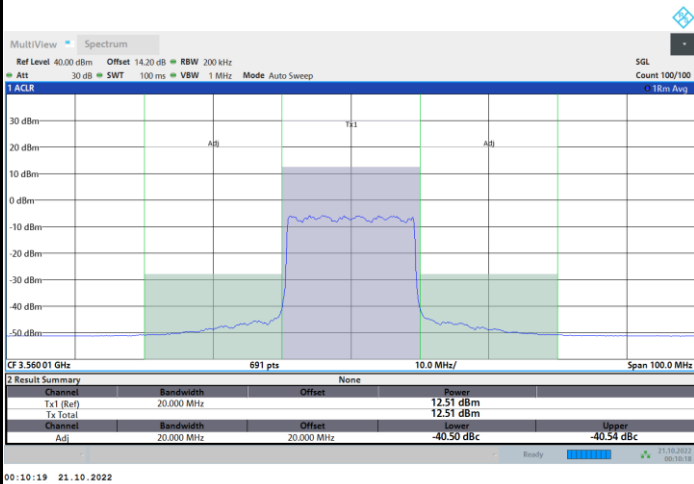 MultiView Spectrum
Ref Level 40.00 dBm Offset 14.20 dB RBW 200 kHz SGL
Att 30 dB SWT 100 ms VBW 1 MHz Mode Auto Sweep Count 100/100
1 ACLR 1Rm Avg
Tx1
Adj Adj
30 dBm
20 dBm
10 dBm
0 dBm
-10 dBm
-20 dBm
-30 dBm
-40 dBm
-50 dBm
CF 3.56001 GHz 691 pts 10.0 MHz/ Span 100.0 MHz
2 Result Summary None
Channel Bandwidth Offset Power
Tx1 (Ref) 20.000 MHz 12.51 dBm
Tx Total 12.51 dBm
Channel Bandwidth Offset Lower Upper
Adj 20.000 MHz 20.000 MHz -40.50 dBc -40.54 dBc
Ready 21.10.2022
00:10:18
00:10:19 21.10.2022